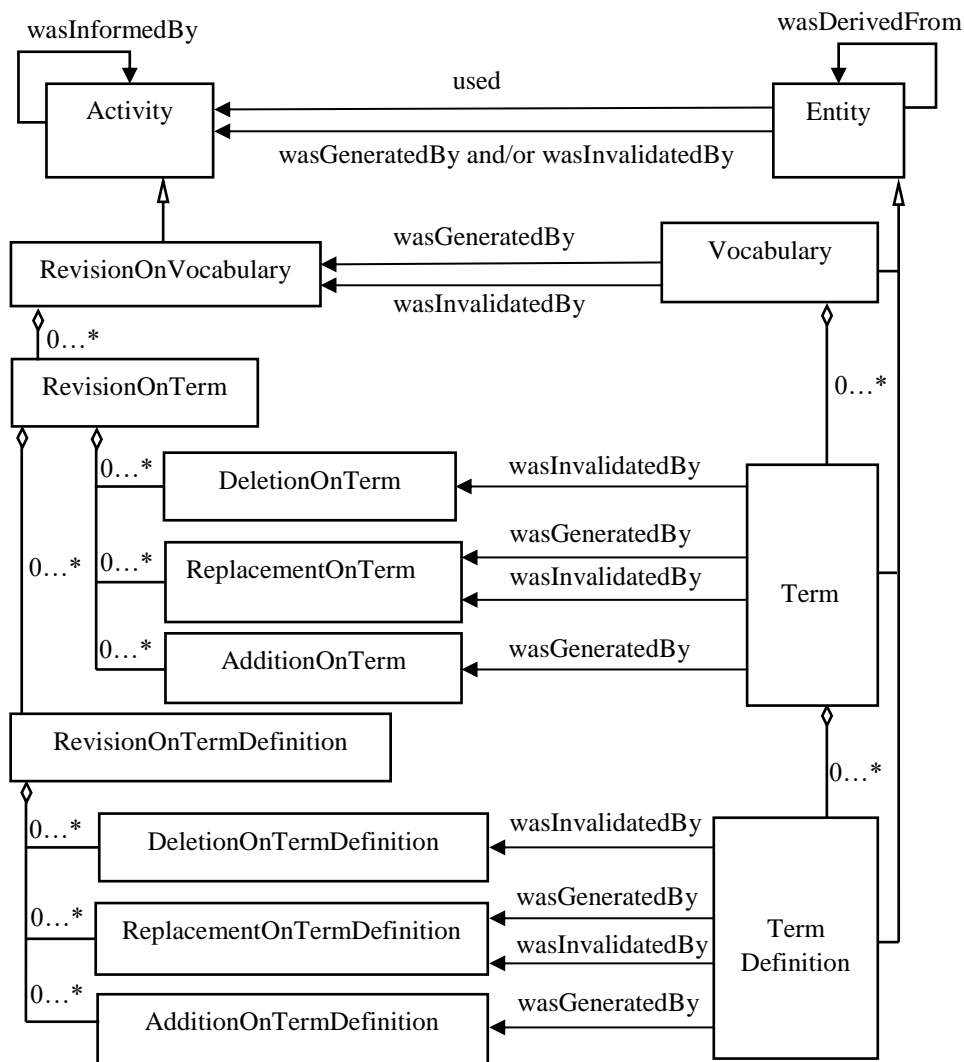 wasInformedBy
wasDerivedFrom
Activity
used
Entity
wasGeneratedBy and/or wasInvalidatedBy
RevisionOnVocabulary
wasGeneratedBy
wasInvalidatedBy
Vocabulary
0…*
RevisionOnTerm
0…*
0…*
DeletionOnTerm
wasInvalidatedBy
0…*
0…*
ReplacementOnTerm
wasGeneratedBy
wasInvalidatedBy
Term
0…*
AdditionOnTerm
wasGeneratedBy
RevisionOnTermDefinition
0…*
0…*
DeletionOnTermDefinition
wasInvalidatedBy
0…*
ReplacementOnTermDefinition
wasGeneratedBy
wasInvalidatedBy
Term
Definition
0…*
AdditionOnTermDefinition
wasGeneratedBy